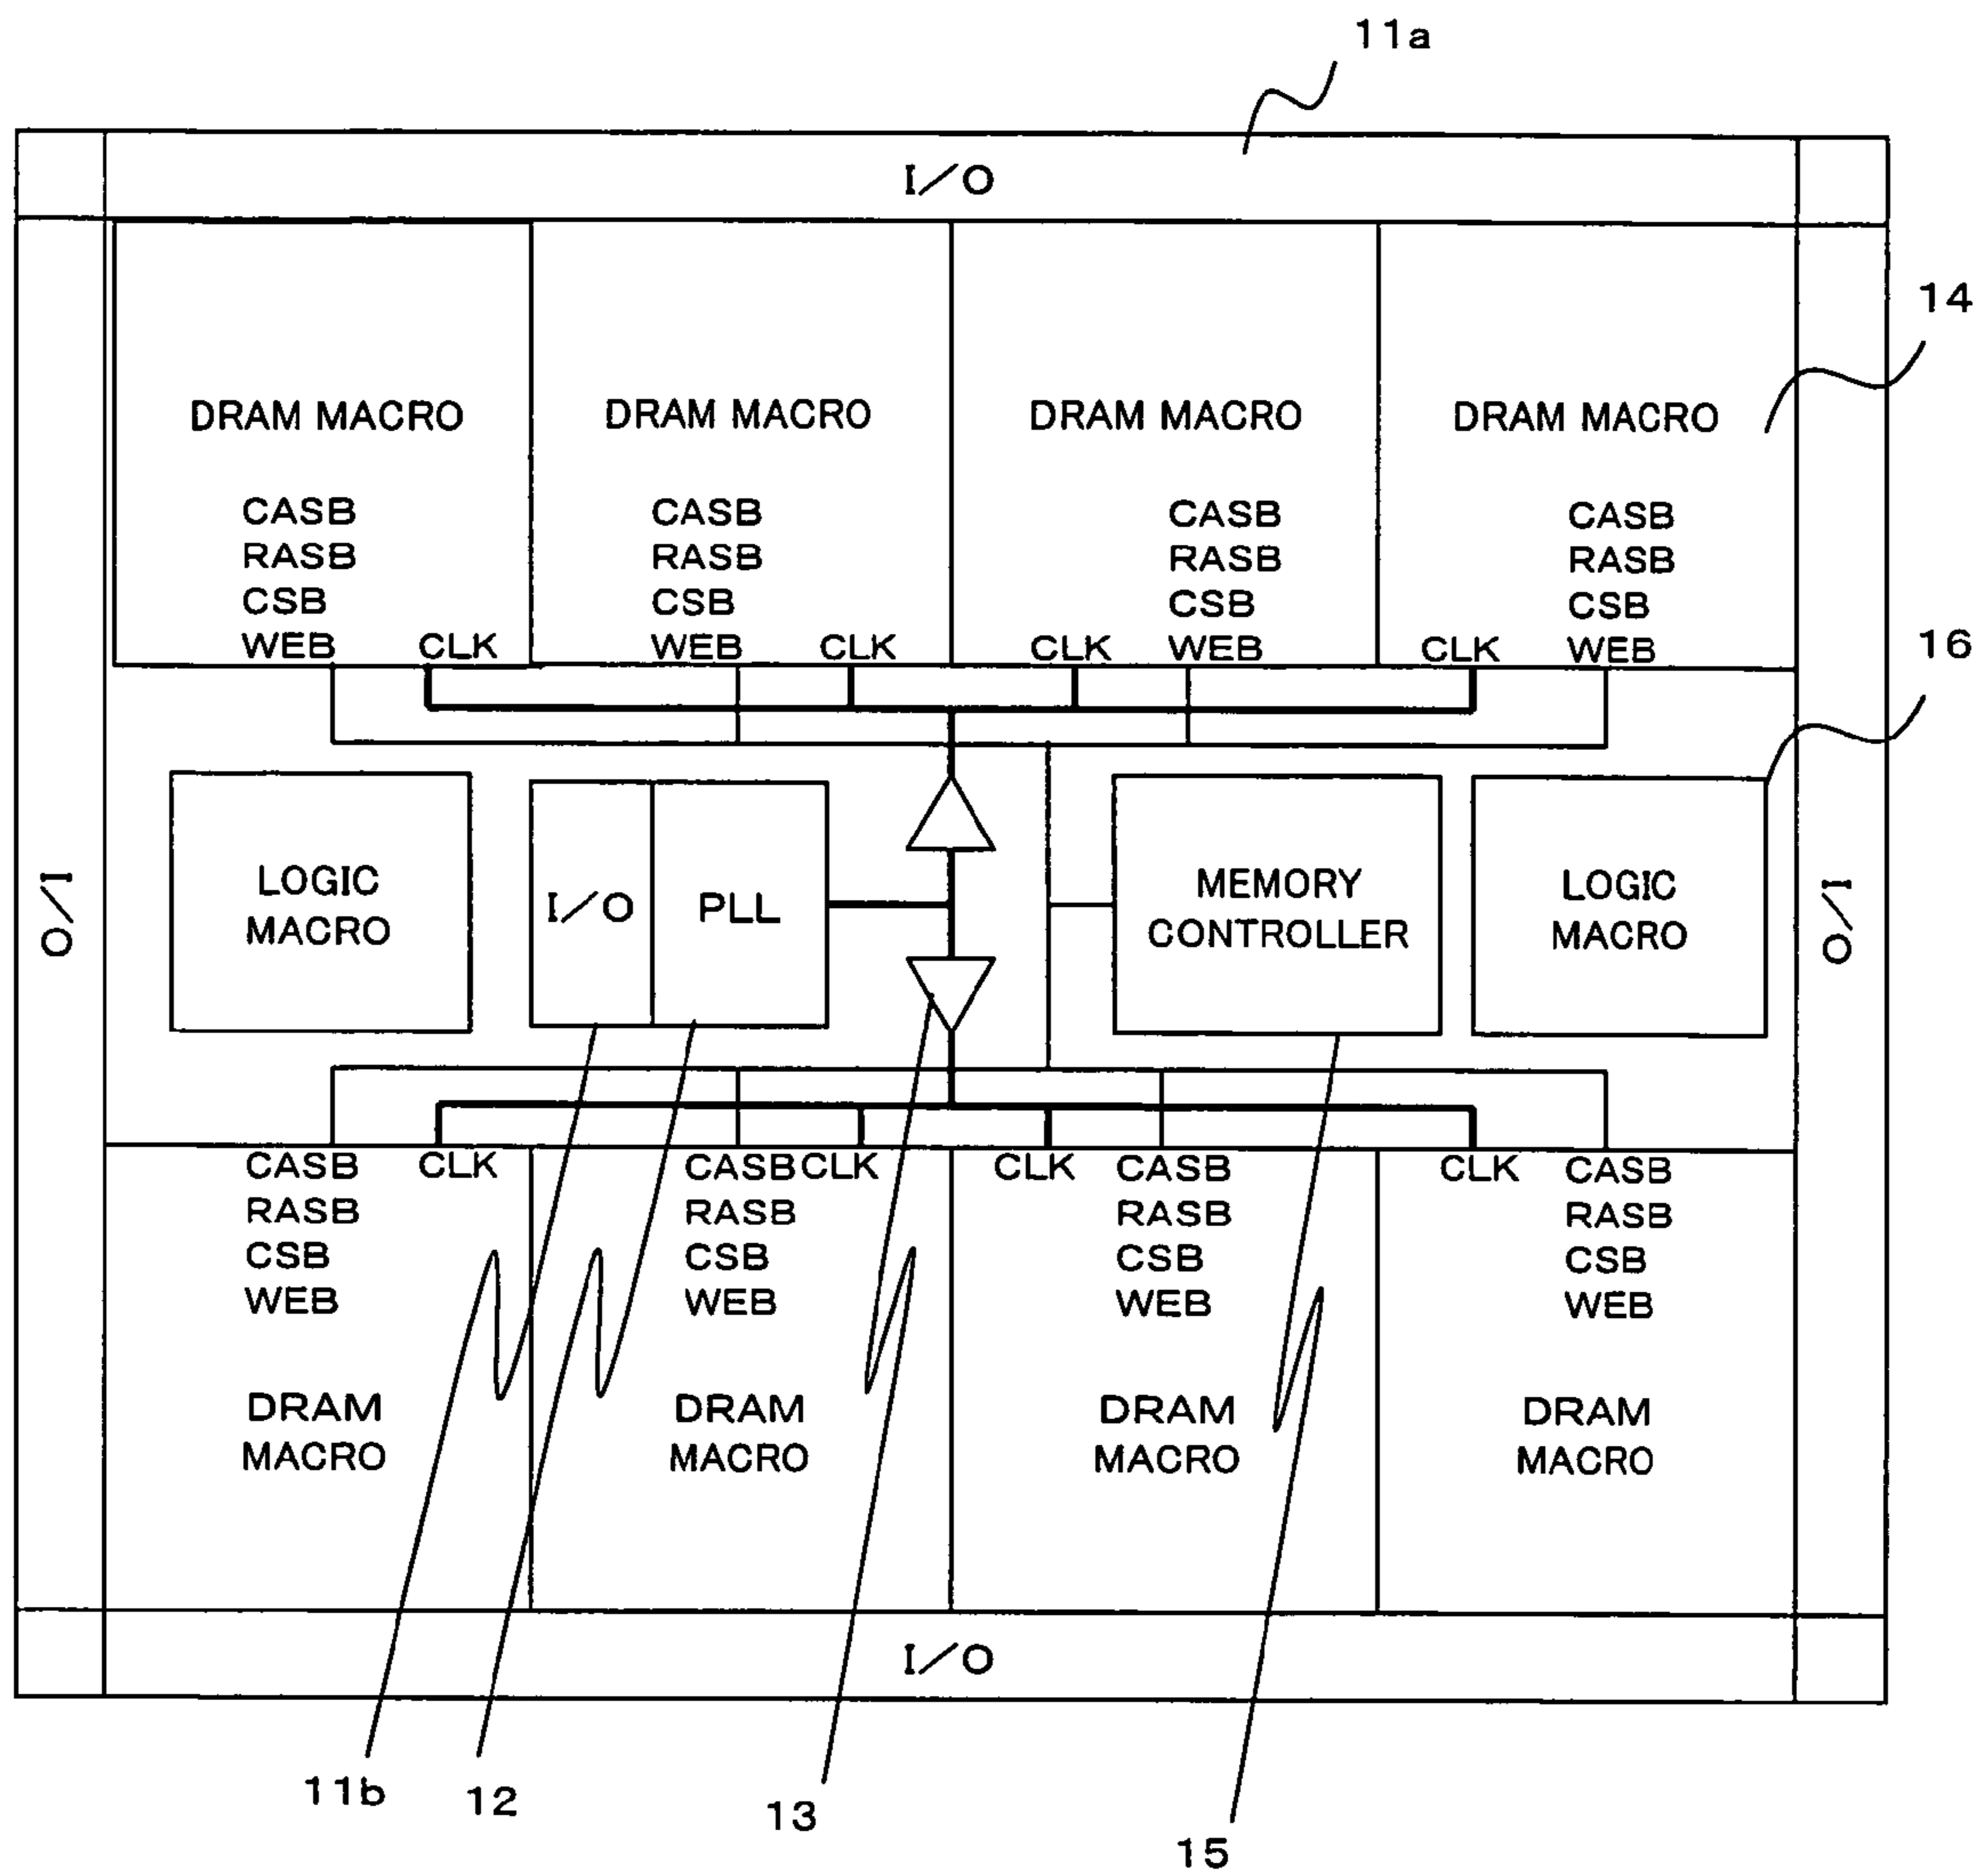 11a
I/O
14
DRAM MACRO
DRAM MACRO
DRAM MACRO
DRAM MACRO
CASB
RASB
CSB
WEB
CLK
CASB
RASB
CSB
WEB
CLK
CLK
CASB
RASB
CSB
WEB
CLK
CASB
RASB
CSB
WEB
16
I/O
LOGIC
MACRO
I/O
PLL
MEMORY
CONTROLLER
LOGIC
MACRO
I/O
CASB
RASB
CSB
WEB
CLK
CASB
RASB
CSB
WEB
CLK
CLK
CASB
RASB
CSB
WEB
CLK
CASB
RASB
CSB
WEB
DRAM
MACRO
DRAM
MACRO
DRAM
MACRO
DRAM
MACRO
I/O
11b
12
13
15